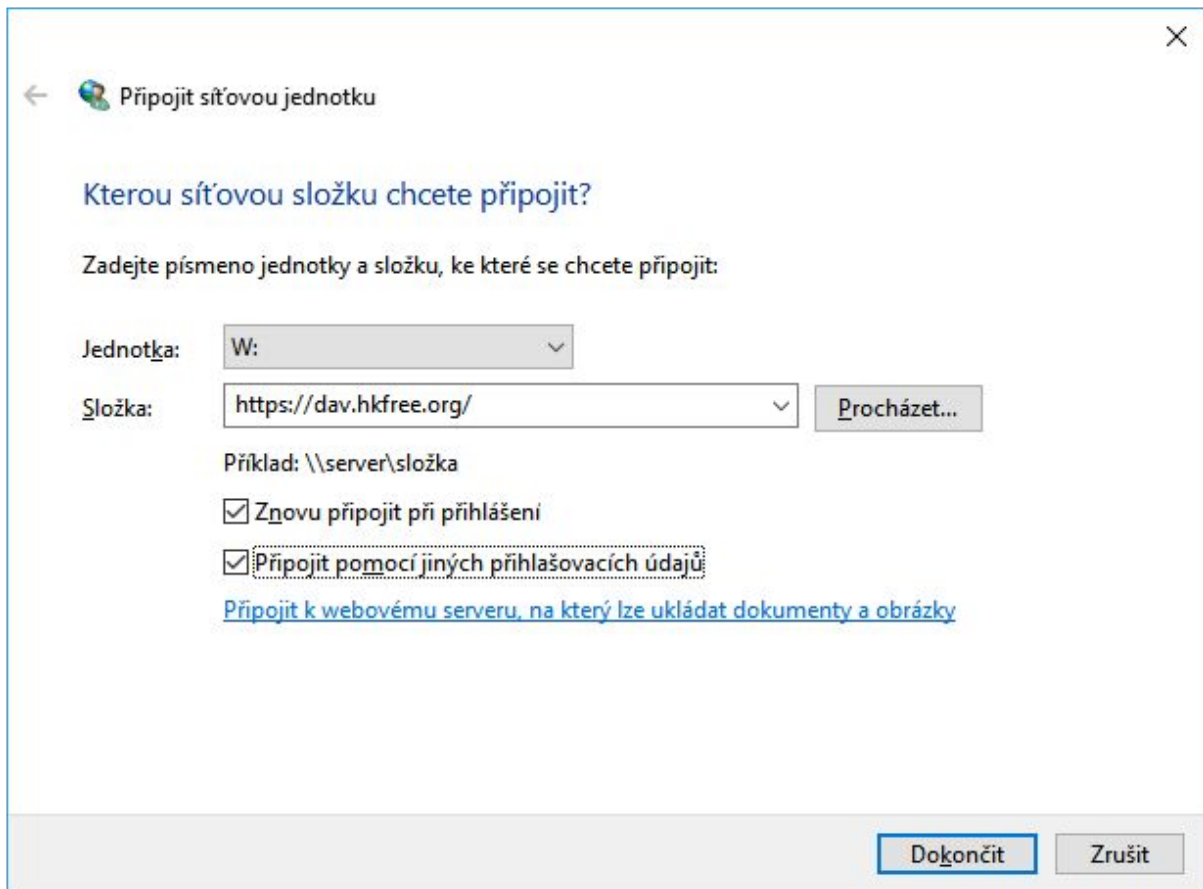 Připojit síťovou jednotku
Kterou síťovou složku chcete připojit?
Zadejte písmeno jednotky a složku, ke které se chcete připojit:
Jednotka: W:
Složka: https://dav.hkfree.org/ Procházet...
Příklad: \\server\složka
Znovu připojit při přihlášení
Připojit pomocí jiných přihlašovacích údajů
Připojit k webovému serveru, na který lze ukládat dokumenty a obrázky
Dokončit Zrušit